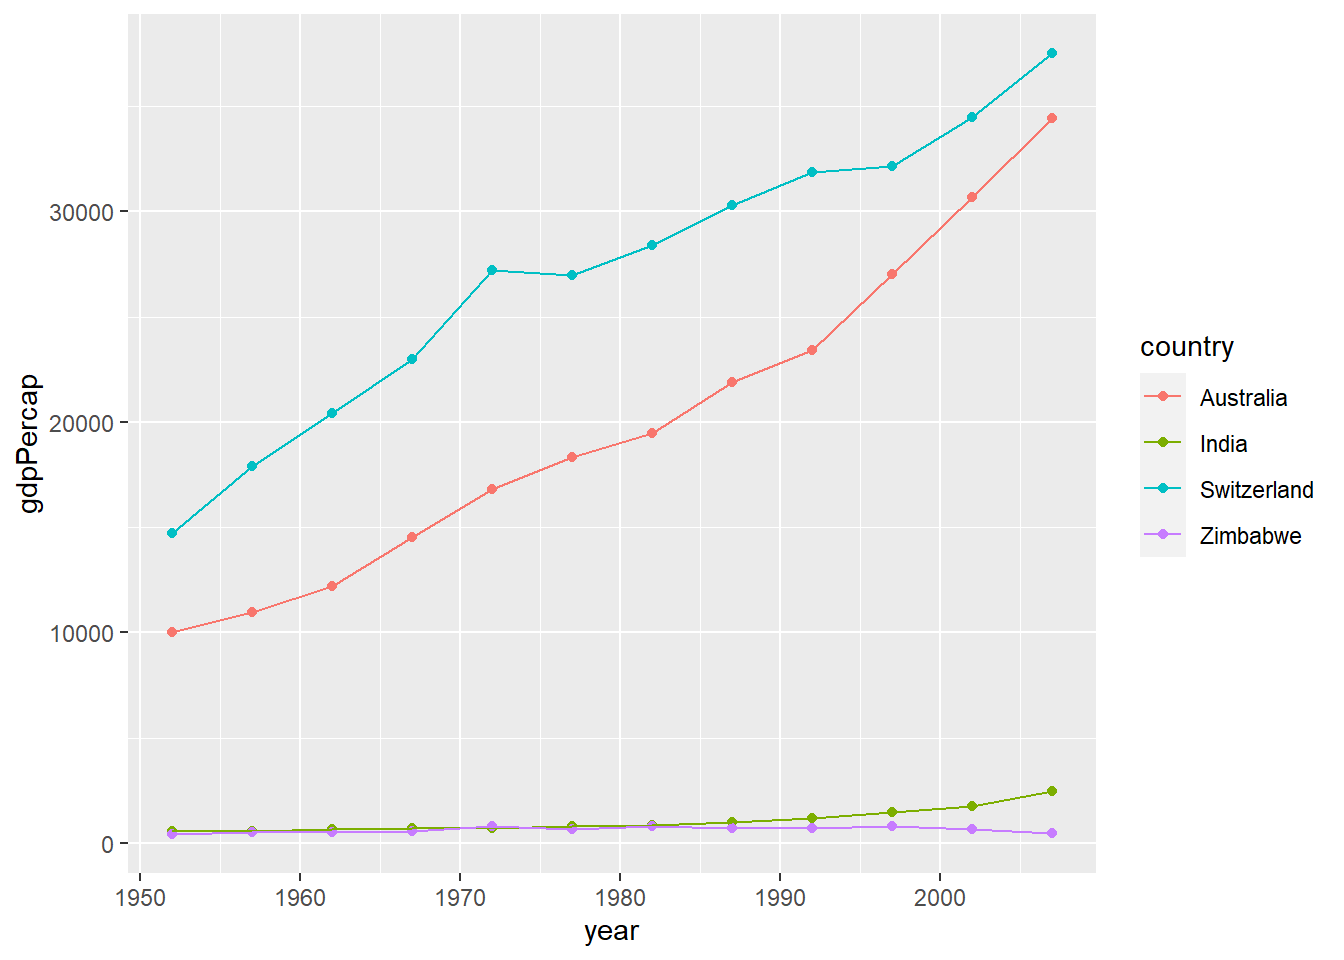 gdpPercap
30000
20000
10000
0
1950 1960 1970 1980 1990 2000
year
country
Australia
India
Switzerland
Zimbabwe